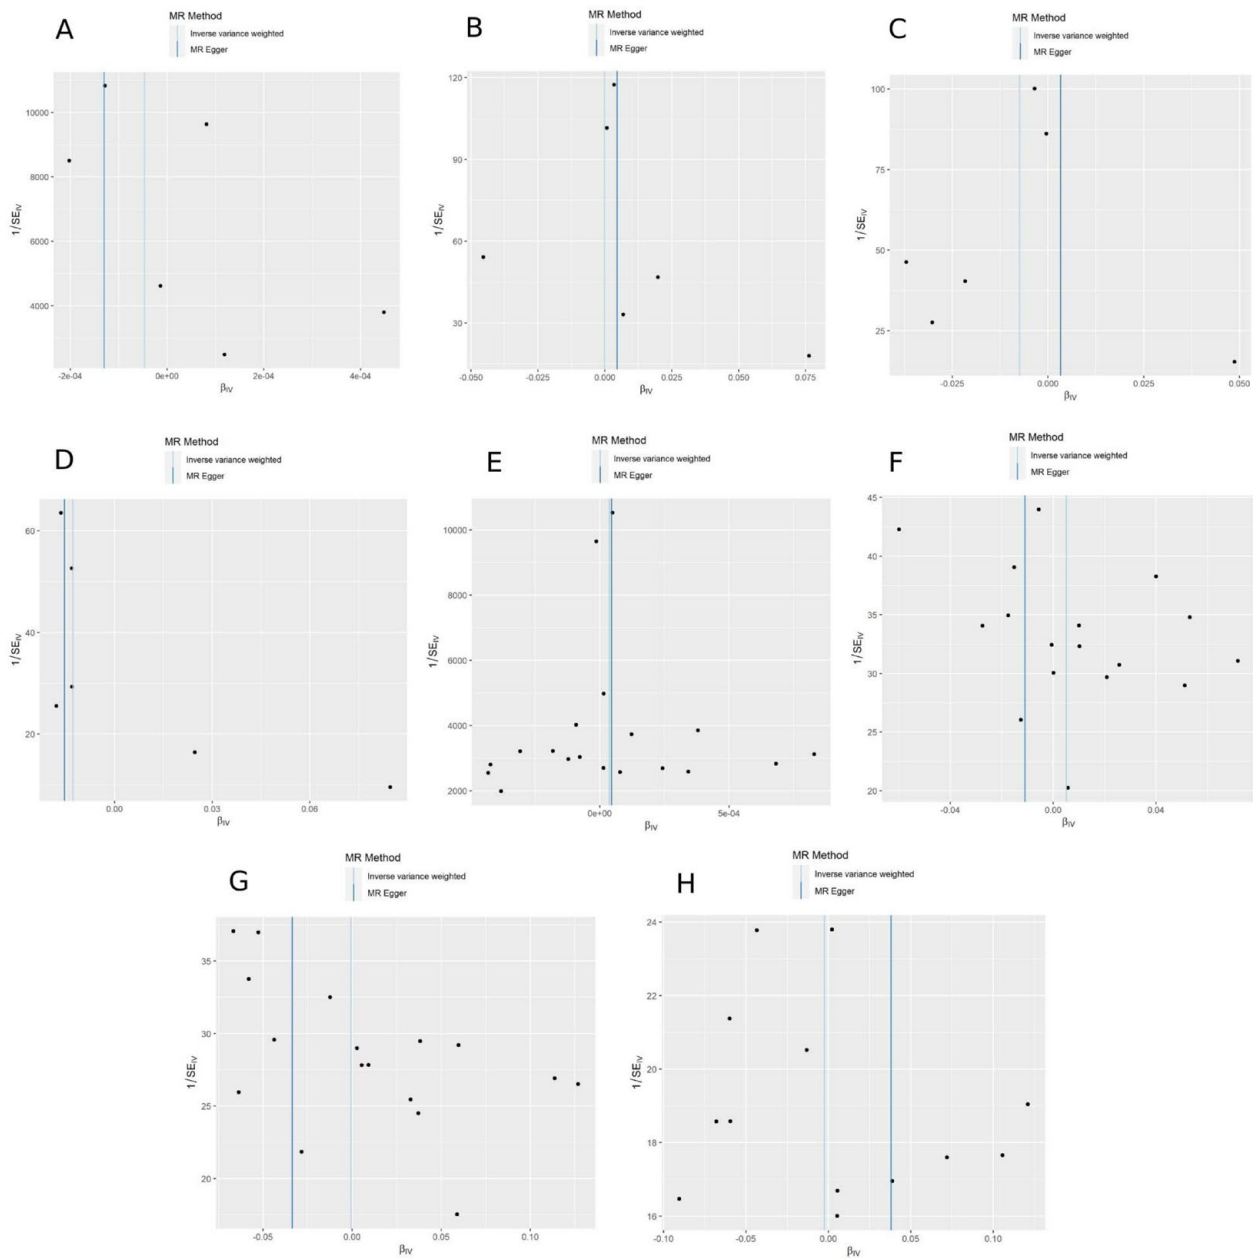 A
MR Method
Inverse variance weighted
MR Egger
10000
8000
6000
4000
1/SE_IV
-2e-04 0e+00 2e-04 4e-04
β_IV
B
MR Method
Inverse variance weighted
MR Egger
120
90
60
30
1/SE_IV
-0.050 -0.025 0.000 0.025 0.050 0.075
β_IV
C
MR Method
Inverse variance weighted
MR Egger
100
75
50
25
1/SE_IV
-0.025 0.000 0.025 0.050
β_IV
D
MR Method
Inverse variance weighted
MR Egger
60
40
20
1/SE_IV
0.00 0.03 0.06
β_IV
E
MR Method
Inverse variance weighted
MR Egger
10000
8000
6000
4000
2000
1/SE_IV
0e+00 5e-04
β_IV
F
MR Method
Inverse variance weighted
MR Egger
45
40
35
30
25
20
1/SE_IV
-0.04 0.00 0.04
β_IV
G
MR Method
Inverse variance weighted
MR Egger
35
30
25
20
1/SE_IV
-0.05 0.00 0.05 0.10
β_IV
H
MR Method
Inverse variance weighted
MR Egger
24
22
20
18
16
1/SE_IV
-0.10 -0.05 0.00 0.05 0.10
β_IV